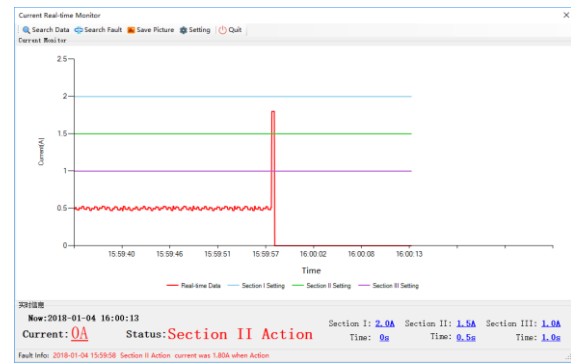 Current Real-time Monitor
Search Data Search Fault Save Picture Setting Quit
Current Monitor
2.5
2
1.5
1
0.5
0
Current(A)
15:59:40 15:59:46 15:59:51 15:59:57 16:00:02 16:00:08 16:00:13
Time
Real-time Data Section I Setting Section II Setting Section III Setting
实时信息
Now:2018-01-04 16:00:13
Current: 0A Status:Section II Action
Section I: 2.0A Section II: 1.5A Section III: 1.0A
Time: 0s Time: 0.5s Time: 1.0s
Fault Info: 2018-01-04 15:59:58 Section II Action current was 1.80A when Action